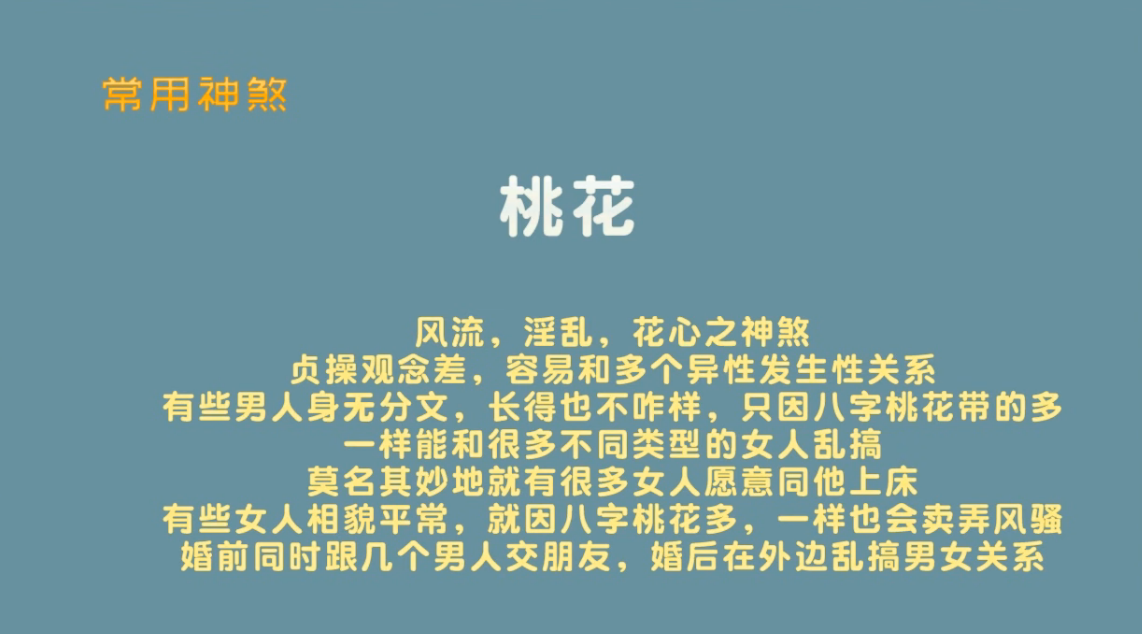 常用神煞
桃花
风流，淫乱，花心之神煞
贞操观念差，容易和多个异性发生性关系
有些男人身无分文，长得也不咋样，只因八字桃花带的多
一样能和很多不同类型的女人乱搞
莫名其妙地就有很多女人愿意同他上床
有些女人相貌平常，就因八字桃花多，一样也会卖弄风骚
婚前同时跟几个男人交朋友，婚后在外边乱搞男女关系